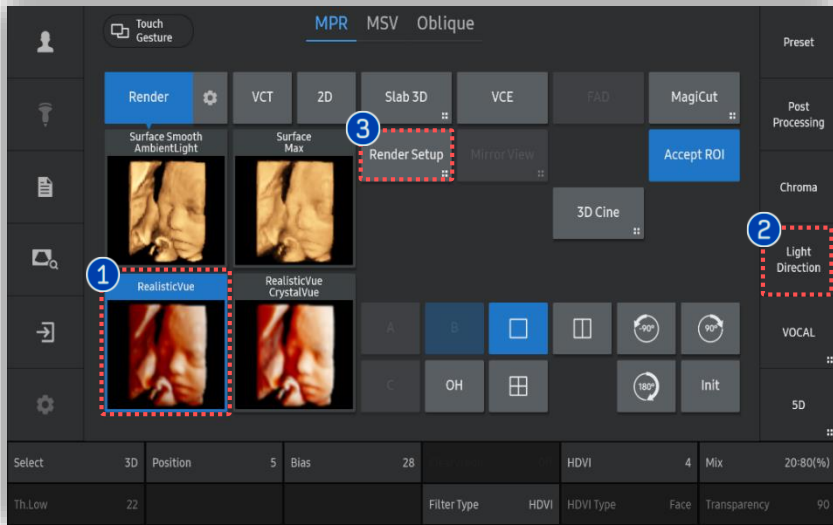 Touch
Gesture
MPR MSV Oblique
Preset
Render VCT 2D Slab 3D VCE FAD MagiCut
Post
Processing
3
Surface Smooth
AmbientLight
Surface
Max
Render Setup Mirror View Accept ROI
Chroma
3D Cine
2
Light
Direction
1
RealisticVue
RealisticVue
CrystalVue
A B -90° 90°
VOCAL
C OH 180° Init
5D
Select 3D Position 5 Bias 28 HDVI 4 Mix 20:80(%)
Th.Low 22 Filter Type HDVI HDVI Type Face Transparency 90